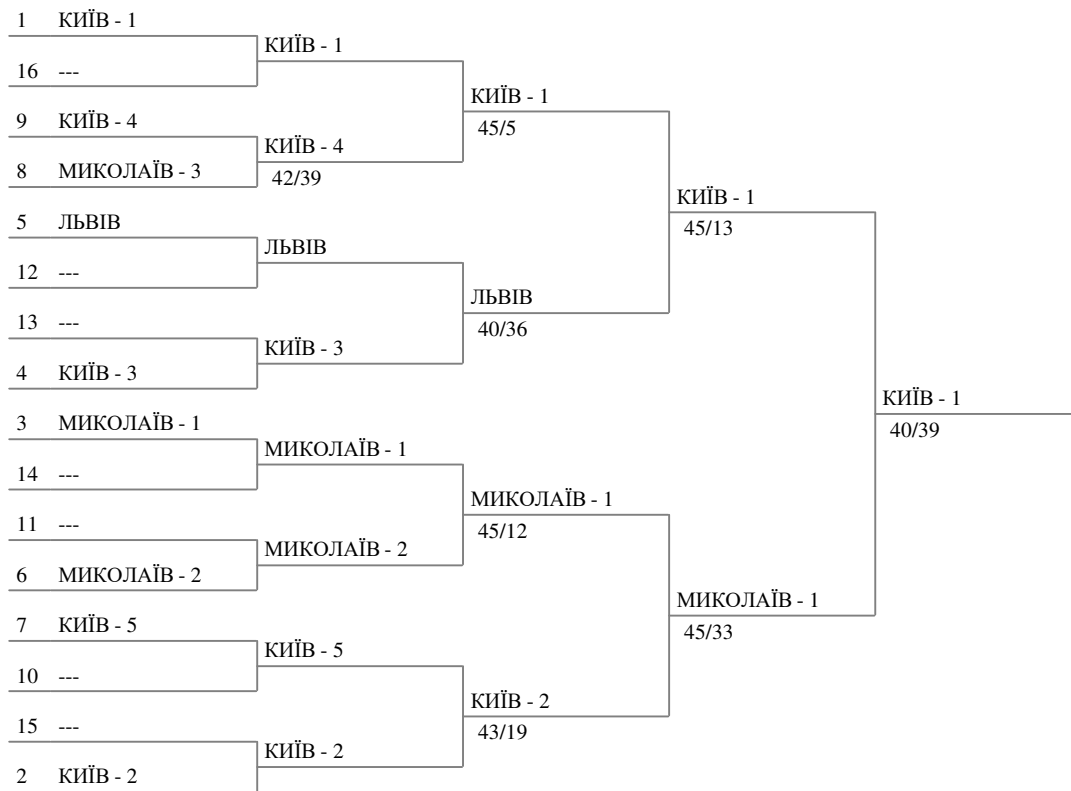 1 КИЇВ - 1
КИЇВ - 1
16 ---
КИЇВ - 1
45/5
9 КИЇВ - 4
КИЇВ - 4
42/39
8 МИКОЛАЇВ - 3
КИЇВ - 1
45/13
5 ЛЬВІВ
ЛЬВІВ
12 ---
ЛЬВІВ
40/36
13 ---
КИЇВ - 3
4 КИЇВ - 3
КИЇВ - 1
40/39
3 МИКОЛАЇВ - 1
МИКОЛАЇВ - 1
14 ---
МИКОЛАЇВ - 1
45/12
11 ---
МИКОЛАЇВ - 2
6 МИКОЛАЇВ - 2
МИКОЛАЇВ - 1
45/33
7 КИЇВ - 5
КИЇВ - 5
10 ---
КИЇВ - 2
43/19
15 ---
КИЇВ - 2
2 КИЇВ - 2